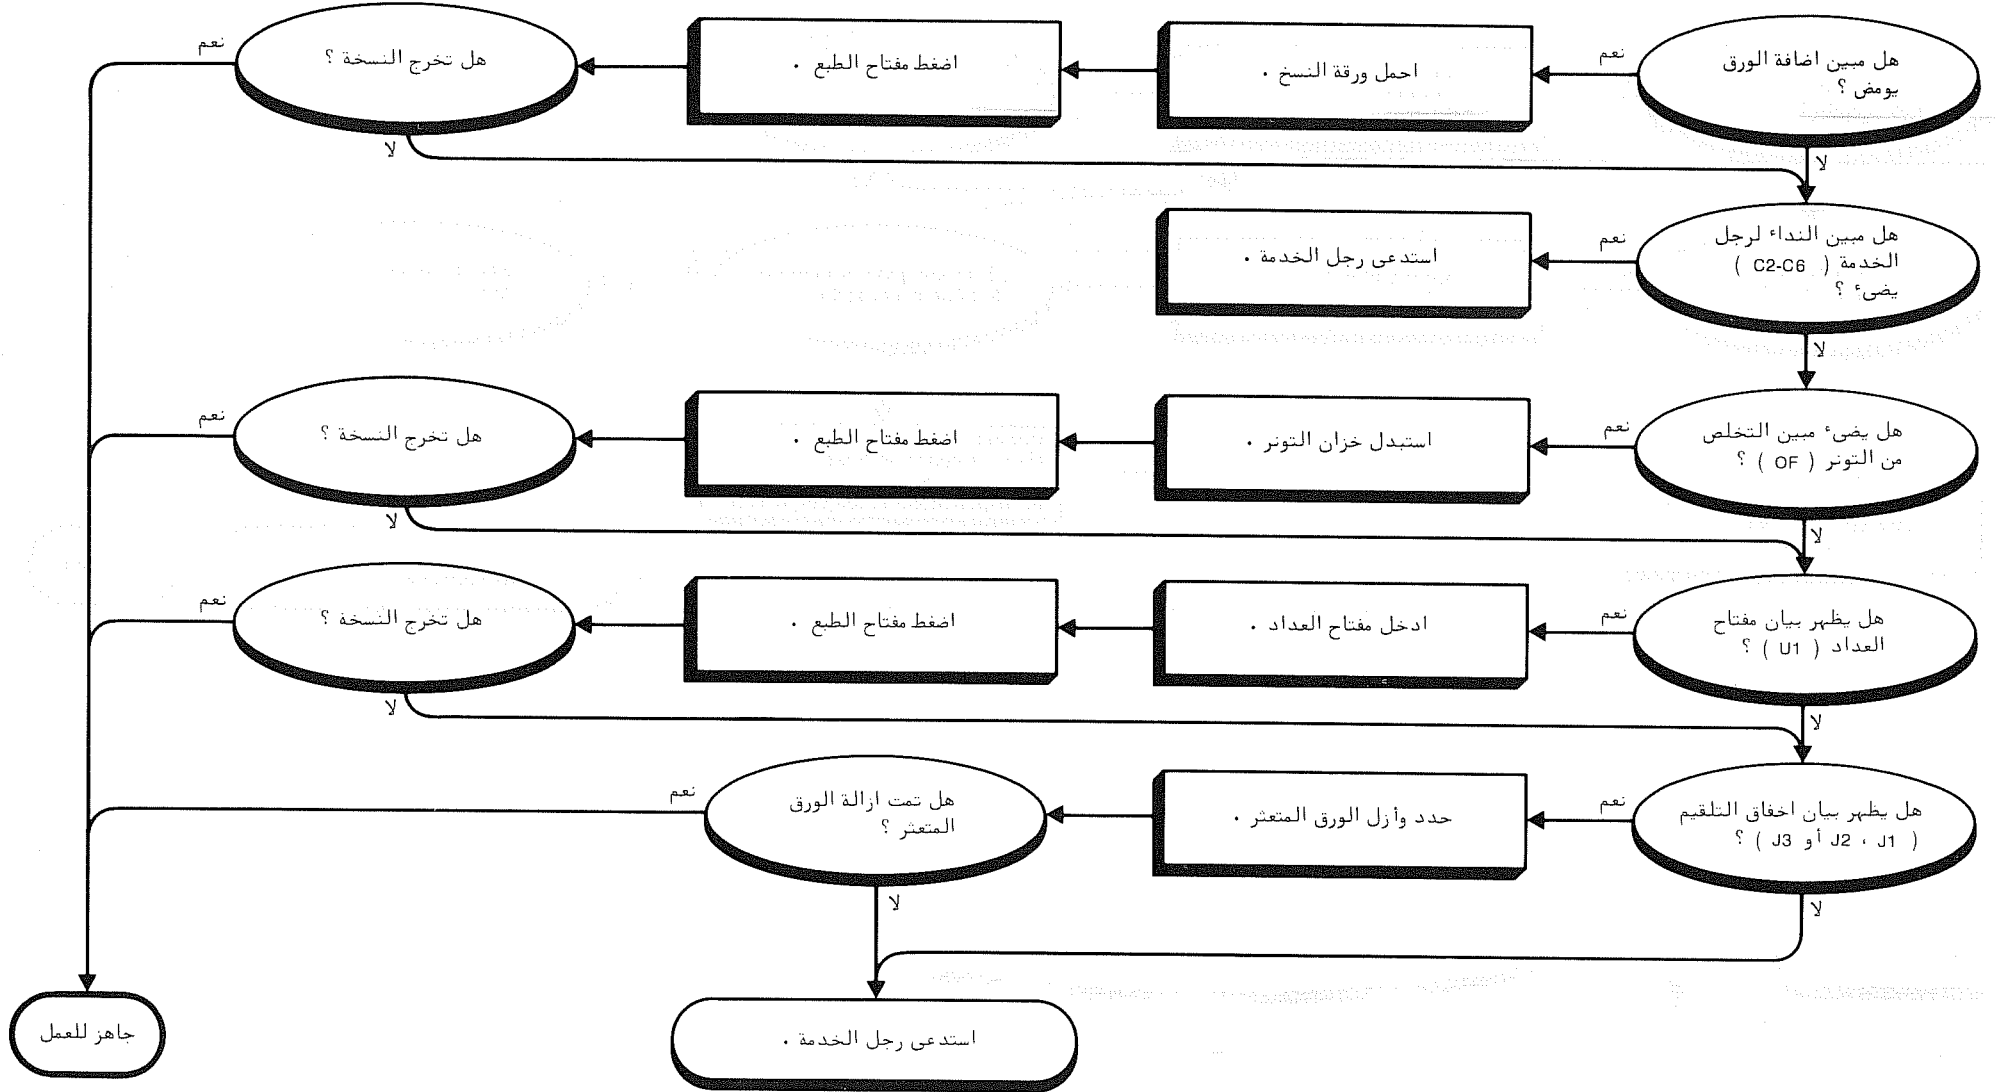 هل مبين اضافة الورق
يومض ؟
نعم
احمل ورقة النسخ .
اضغط مفتاح الطبع .
هل تخرج النسخة ؟
نعم
لا
لا
هل مبين النداء لرجل
الخدمة ( C2-C6 )
يضىء ؟
نعم
استدعى رجل الخدمة .
لا
هل يضىء مبين التخلص
من التونر ( OF ) ؟
نعم
استبدل خزان التونر .
اضغط مفتاح الطبع .
هل تخرج النسخة ؟
نعم
لا
لا
هل يظهر بيان مفتاح
العداد ( U1 ) ؟
نعم
ادخل مفتاح العداد .
اضغط مفتاح الطبع .
هل تخرج النسخة ؟
نعم
لا
لا
هل يظهر بيان اخفاق التلقيم
( J1 ، J2 أو J3 ) ؟
نعم
حدد وأزل الورق المتعثر .
هل تمت ازالة الورق
المتعثر ؟
نعم
لا
لا
استدعى رجل الخدمة .
جاهز للعمل